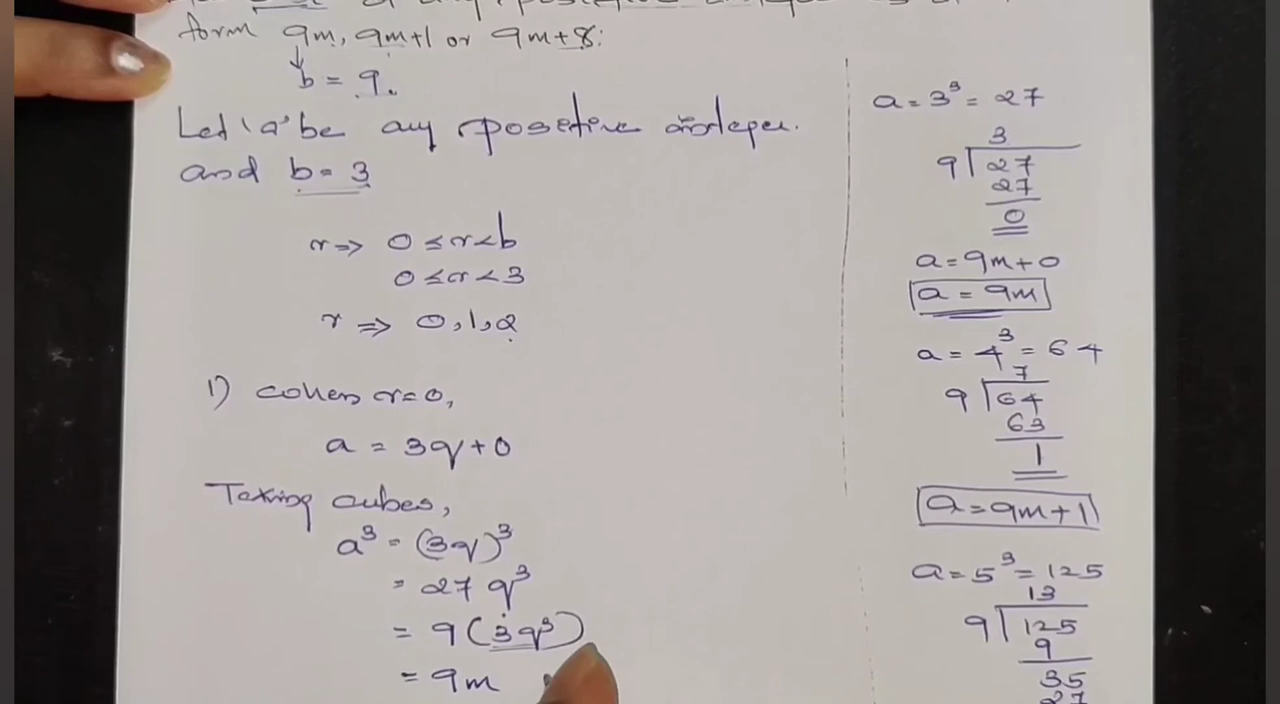 any positive
form 9m, 9m+1 or 9m+8.
b = 9.
Let 'a' be any positive integer.
and b = 3
r => 0 ≤ r < b
0 ≤ r < 3
r => 0, 1, 2
1) when r = 0,
a = 3q + 0
Taking cubes,
a³ = (3q)³
= 27 q³
= 9 (3q³)
= 9m
a = 3³ = 27
3
9 27
27
0
a = 9m + 0
a = 9m
a = 4³ = 64
7
9 64
63
1
a = 9m + 1
a = 5³ = 125
13
9 125
9
35
27